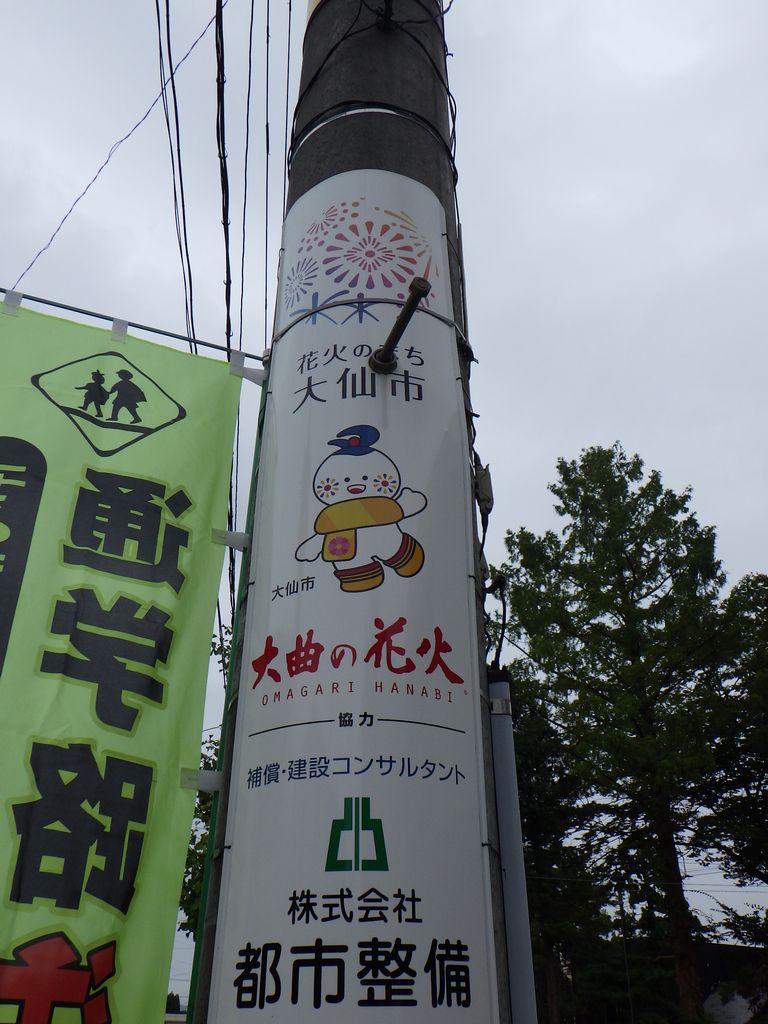 花火のまち
大仙市
大仙市
大曲の花火
OMAGARI HANABI
協力
補償・建設コンサルタント
株式会社
都市整備
通学路